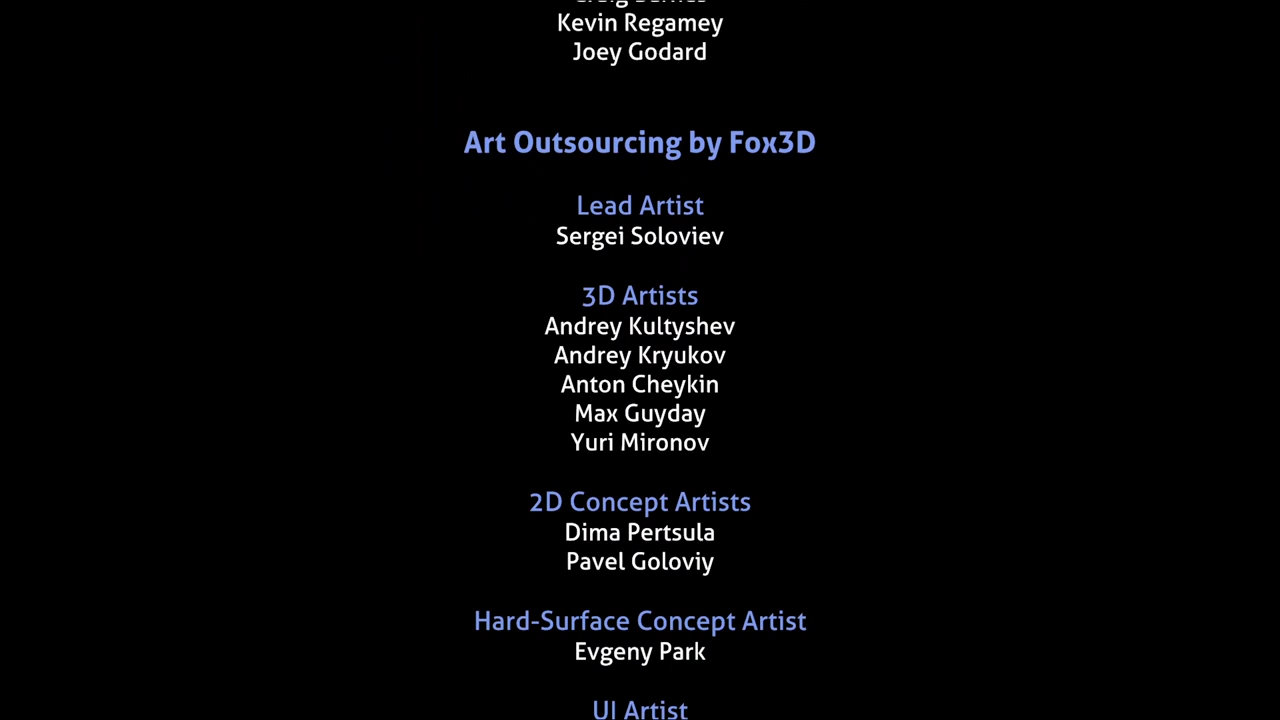 Kevin Regamey
Joey Godard
Art Outsourcing by Fox3D
Lead Artist
Sergei Soloviev
3D Artists
Andrey Kultyshev
Andrey Kryukov
Anton Cheykin
Max Guyday
Yuri Mironov
2D Concept Artists
Dima Pertsula
Pavel Goloviy
Hard-Surface Concept Artist
Evgeny Park
UI Artist